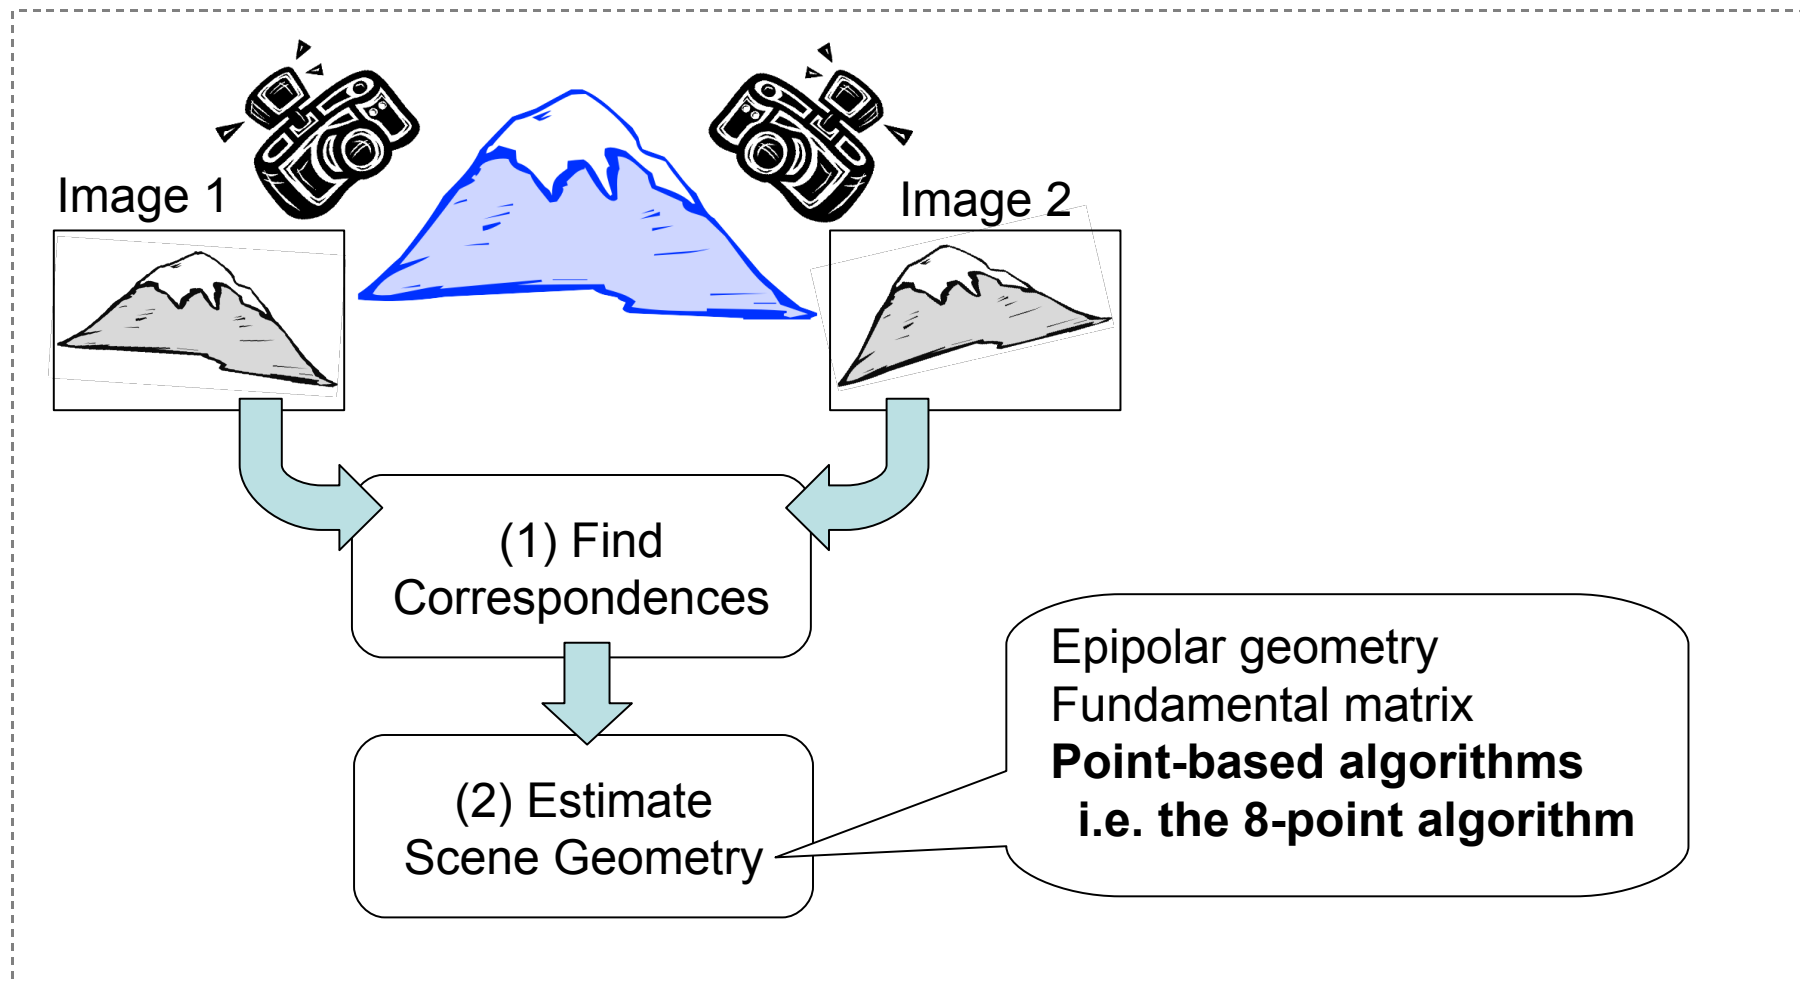 Image 1
Image 2
(1) Find
Correspondences
(2) Estimate
Scene Geometry
Epipolar geometry
Fundamental matrix
Point-based algorithms
i.e. the 8-point algorithm